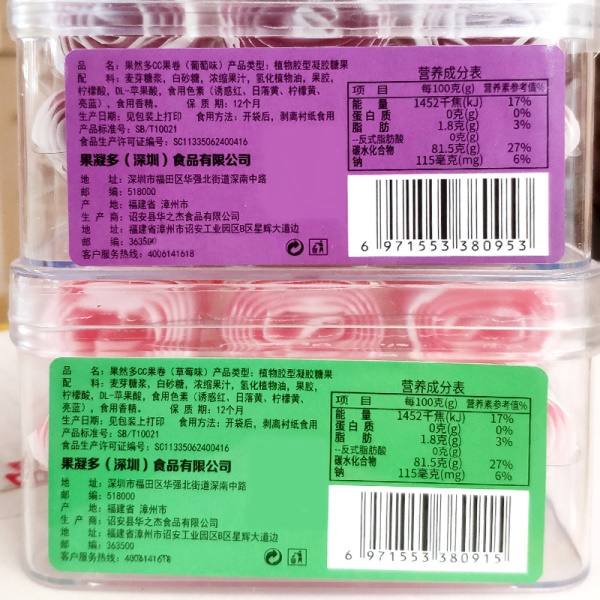 品 名：果然多CC果卷（葡萄味）产品类型：植物胶型凝胶糖果
配 料：麦芽糖浆，白砂糖，浓缩果汁，氢化植物油，果胶，
柠檬酸，DL-苹果酸，食用色素（诱惑红、日落黄、柠檬黄、
亮蓝），食用香精。 保 质 期：12个月
生产日期：见包装上打印 食用方法：开袋后，剥离衬纸食用
产品标准号：SB/T10021
食品生产许可证编号：SC11335062400416
果凝多（深圳）食品有限公司
地 址：深圳市福田区华强北街道深南中路
邮 编：518000
产 地：福建省 漳州市
生 产 商：诏安县华之杰食品有限公司
地 址：福建省漳州市诏安工业园区B区星辉大道边
邮 编：363500
客户服务热线：4006141618
营养成分表
项 目 每100克(g) 营养素参考值%
能 量 1452千焦(kJ) 17%
蛋 白 质 0克(g) 0%
脂 肪 1.8克(g) 3%
--反式脂肪酸 0克(g)
碳水化合物 81.5克(g) 27%
钠 115毫克(mg) 6%
6 971553 380953
品 名：果然多CC果卷（草莓味）产品类型：植物胶型凝胶糖果
配 料：麦芽糖浆，白砂糖，浓缩果汁，氢化植物油，果胶，
柠檬酸，DL-苹果酸，食用色素（诱惑红、日落黄、柠檬黄、
亮蓝），食用香精。 保 质 期：12个月
生产日期：见包装上打印 食用方法：开袋后，剥离衬纸食用
产品标准号：SB/T10021
食品生产许可证编号：SC11335062400416
果凝多（深圳）食品有限公司
地 址：深圳市福田区华强北街道深南中路
邮 编：518000
产 地：福建省 漳州市
生 产 商：诏安县华之杰食品有限公司
地 址：福建省漳州市诏安工业园区B区星辉大道边
邮 编：363500
客户服务热线：4006141618
营养成分表
项 目 每100克(g) 营养素参考值%
能 量 1452千焦(kJ) 17%
蛋 白 质 0克(g) 0%
脂 肪 1.8克(g) 3%
--反式脂肪酸 0克(g)
碳水化合物 81.5克(g) 27%
钠 115毫克(mg) 6%
6 971553 380915